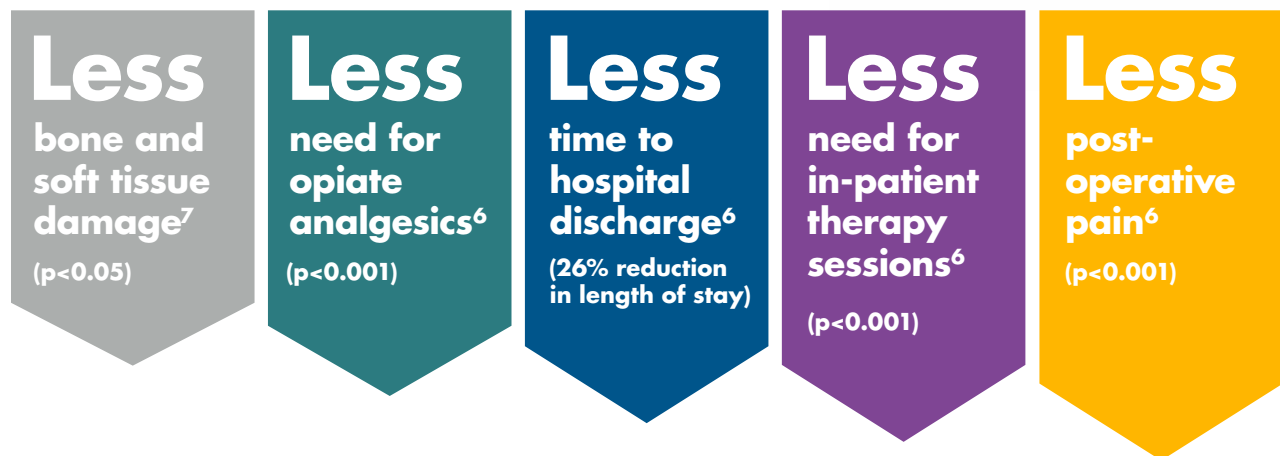 Less
bone and
soft tissue
damage⁷
(p<0.05)
Less
need for
opiate
analgesics⁶
(p<0.001)
Less
time to
hospital
discharge⁶
(26% reduction
in length of stay)
Less
need for
in-patient
therapy
sessions⁶
(p<0.001)
Less
post-
operative
pain⁶
(p<0.001)